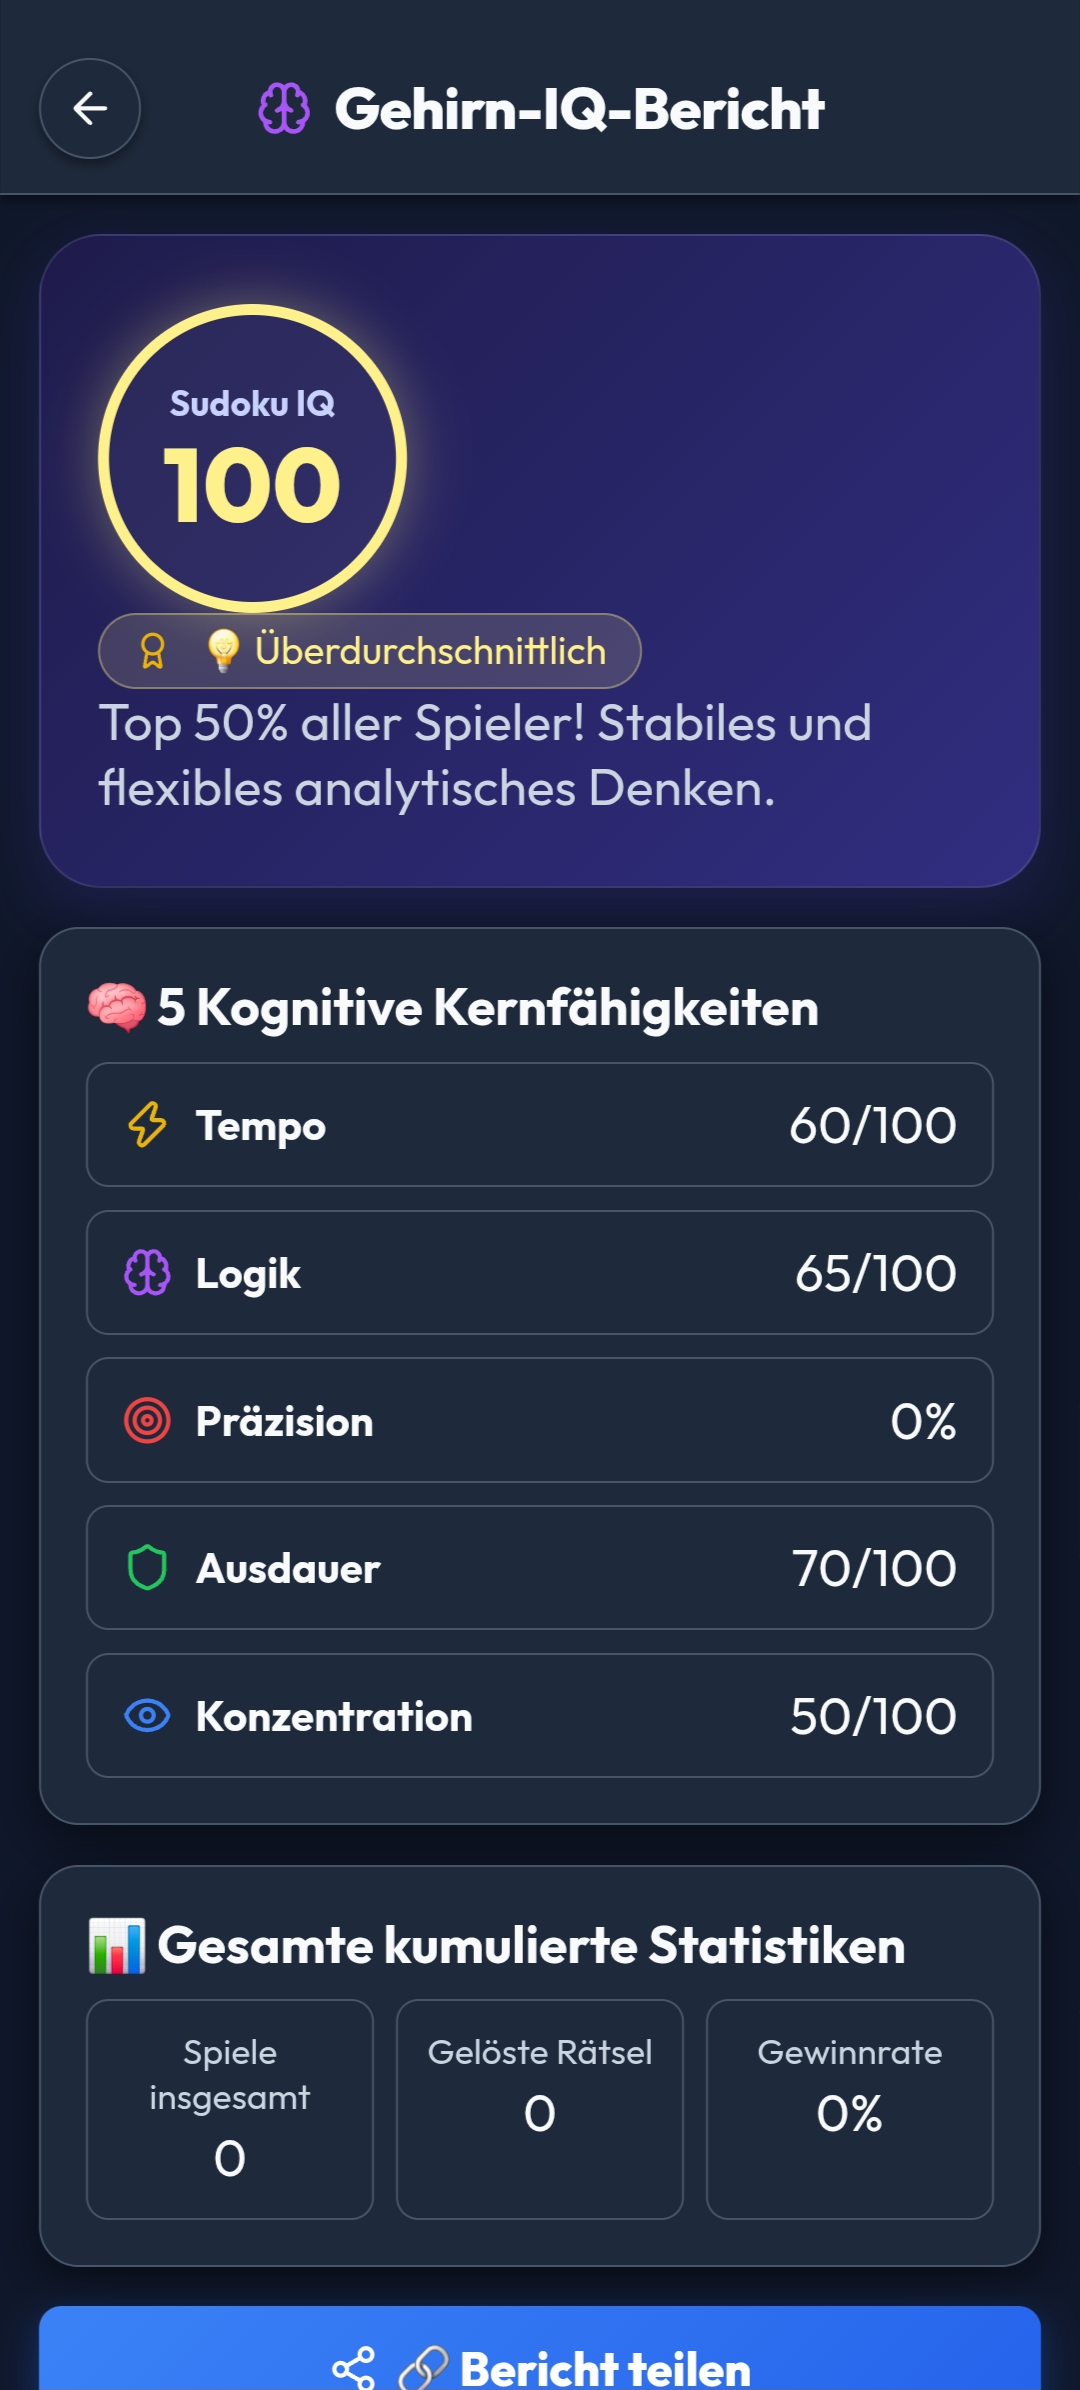 Gehirn-IQ-Bericht
Sudoku IQ
100
Überdurchschnittlich
Top 50% aller Spieler! Stabiles und
flexibles analytisches Denken.
5 Kognitive Kernfähigkeiten
Tempo 60/100
Logik 65/100
Präzision 0%
Ausdauer 70/100
Konzentration 50/100
Gesamte kumulierte Statistiken
Spiele
insgesamt
0
Gelöste Rätsel
0
Gewinnrate
0%
Bericht teilen